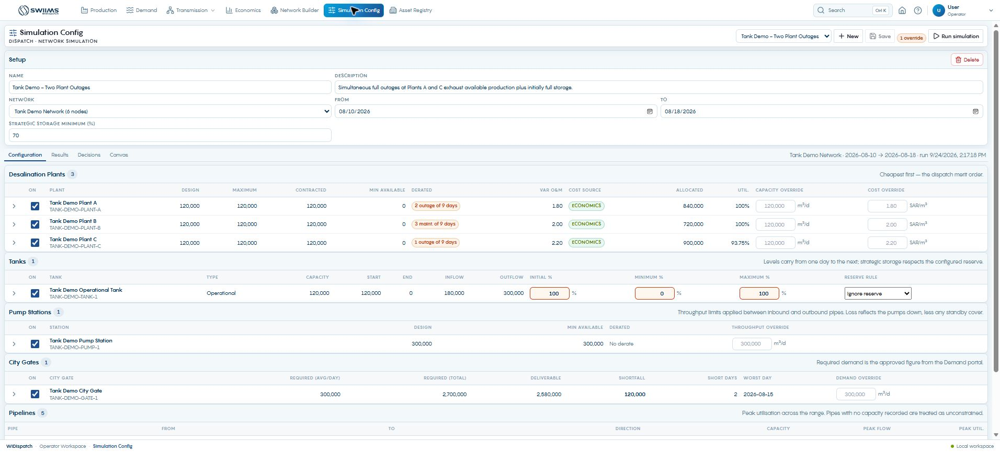 SWIIMS
WIDispatch
Production
Demand
Transmission
Economics
Network Builder
Config
Asset Registry
Search
Ctrl K
U
User
Operator
Simulation Config
DISPATCH · NETWORK SIMULATION
Tank Demo – Two Plant Outages
New
Save
1 override
Run simulation
Setup
Delete
NAME
DESCRIPTION
Tank Demo – Two Plant Outages
Simultaneous full outages at Plants A and C exhaust available production plus initially full storage.
NETWORK
FROM
TO
Tank Demo Network (6 nodes)
08/10/2026
08/18/2026
STRATEGIC STORAGE MINIMUM (%)
70
Configuration Results Decisions Canvas
Tank Demo Network · 2026-08-10 → 2026-08-18 · run 9/24/2026, 2:17:18 PM
Desalination Plants 3
Cheapest first — the dispatch merit order.
ON PLANT DESIGN MAXIMUM CONTRACTED MIN AVAILABLE DERATED VAR O&M COST SOURCE ALLOCATED UTIL. CAPACITY OVERRIDE COST OVERRIDE
Tank Demo Plant A
TANK-DEMO-PLANT-A
120,000 120,000 120,000 0 2 outage of 9 days 1.80 ECONOMICS 840,000 100% 120,000 m³/d 1.80 SAR/m³
Tank Demo Plant B
TANK-DEMO-PLANT-B
120,000 120,000 120,000 0 3 maint. of 9 days 2.00 ECONOMICS 720,000 100% 120,000 m³/d 2.00 SAR/m³
Tank Demo Plant C
TANK-DEMO-PLANT-C
120,000 120,000 120,000 0 1 outage of 9 days 2.20 ECONOMICS 900,000 93.75% 120,000 m³/d 2.20 SAR/m³
Tanks 1
Levels carry from one day to the next; strategic storage respects the configured reserve.
ON TANK TYPE CAPACITY START END INFLOW OUTFLOW INITIAL % MINIMUM % MAXIMUM % RESERVE RULE
Tank Demo Operational Tank
TANK-DEMO-TANK-1
Operational 120,000 120,000 0 180,000 300,000 100 % 0 % 100 % Ignore reserve
Pump Stations 1
Throughput limits applied between inbound and outbound pipes. Loss reflects the pumps down, less any standby cover.
ON STATION DESIGN MIN AVAILABLE DERATED THROUGHPUT OVERRIDE
Tank Demo Pump Station
TANK-DEMO-PUMP-1
300,000 300,000 No derate 300,000 m³/d
City Gates 1
Required demand is the approved figure from the Demand portal.
ON CITY GATE REQUIRED (AVG/DAY) REQUIRED (TOTAL) DELIVERABLE SHORTFALL SHORT DAYS WORST DAY DEMAND OVERRIDE
Tank Demo City Gate
TANK-DEMO-GATE-1
300,000 2,700,000 2,580,000 120,000 2 2026-08-15 300,000 m³/d
Pipelines 5
Peak utilisation across the range. Pipes with no capacity recorded are treated as unconstrained.
PIPE FROM TO DIRECTION CAPACITY PEAK FLOW PEAK UTIL.
WIDispatch · Operator Workspace · Simulation Config
Local workspace